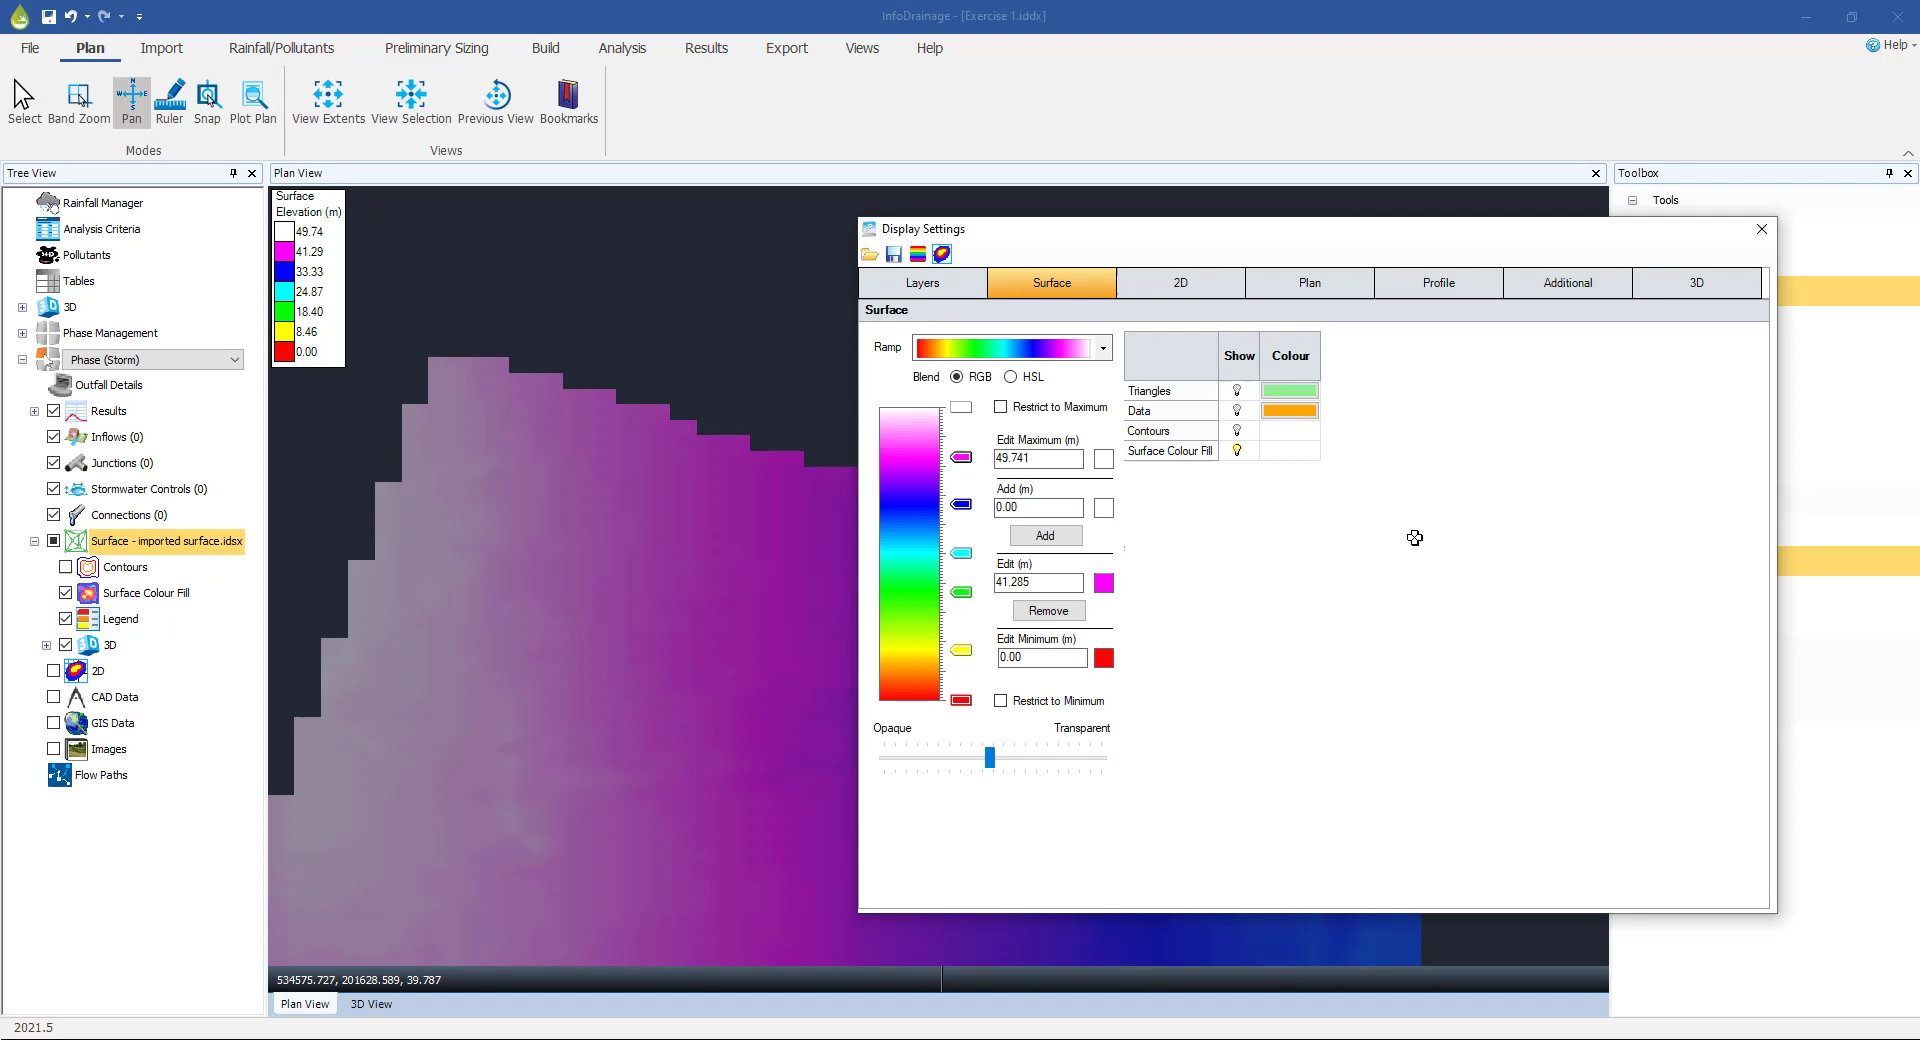 InfoDrainage - [Exercise 1.iddx]
File Plan Import Rainfall/Pollutants Preliminary Sizing Build Analysis Results Export Views Help
Help
Select Band Zoom Pan Ruler Snap Plot Plan View Extents View Selection Previous View Bookmarks
Modes Views
Tree View
Rainfall Manager
Analysis Criteria
Pollutants
Tables
3D
Phase Management
Phase (Storm)
Outfall Details
Results
Inflows (0)
Junctions (0)
Stormwater Controls (0)
Connections (0)
Surface - imported surface.idsx
Contours
Surface Colour Fill
Legend
3D
2D
CAD Data
GIS Data
Images
Flow Paths
Plan View
Surface
Elevation (m)
49.74
41.29
33.33
24.87
18.40
8.46
0.00
Display Settings
Layers Surface 2D Plan Profile Additional 3D
Surface
Ramp
Blend RGB HSL
Restrict to Maximum
Edit Maximum (m)
49.741
Add (m)
0.00
Add
Edit (m)
41.285
Remove
Edit Minimum (m)
0.00
Restrict to Minimum
Opaque Transparent
Show Colour
Triangles
Data
Contours
Surface Colour Fill
Toolbox
Tools
534575.727, 201628.589, 39.787
Plan View 3D View
2021.5